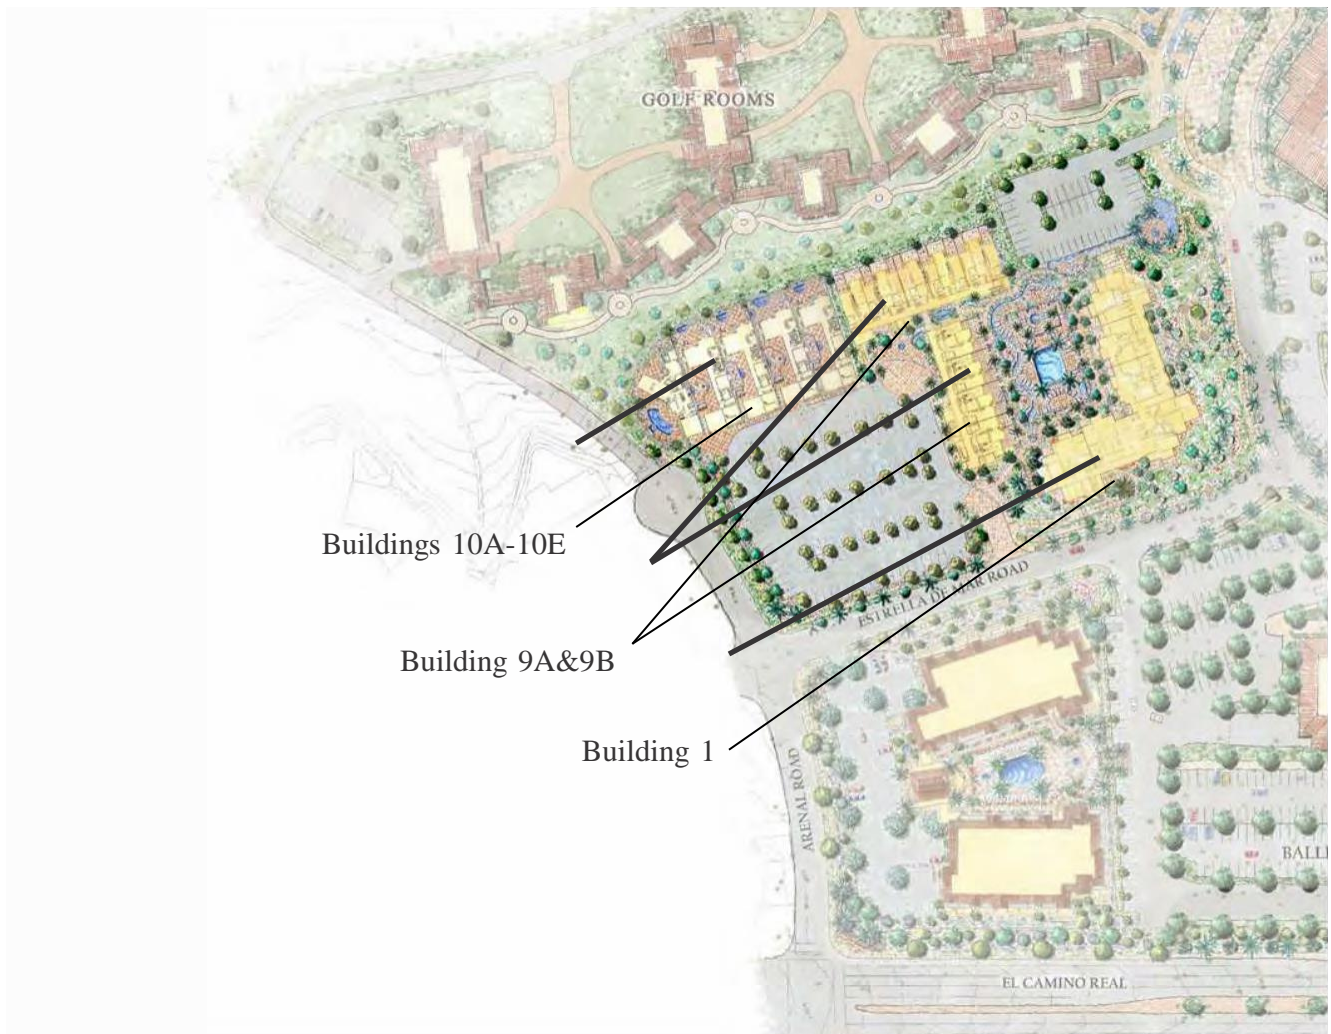 GOLF ROOMS
Buildings 10A-10E
ESTRELLA DE MAR ROAD
Building 9A&9B
Building 1
ARENAL ROAD
BALL
EL CAMINO REAL